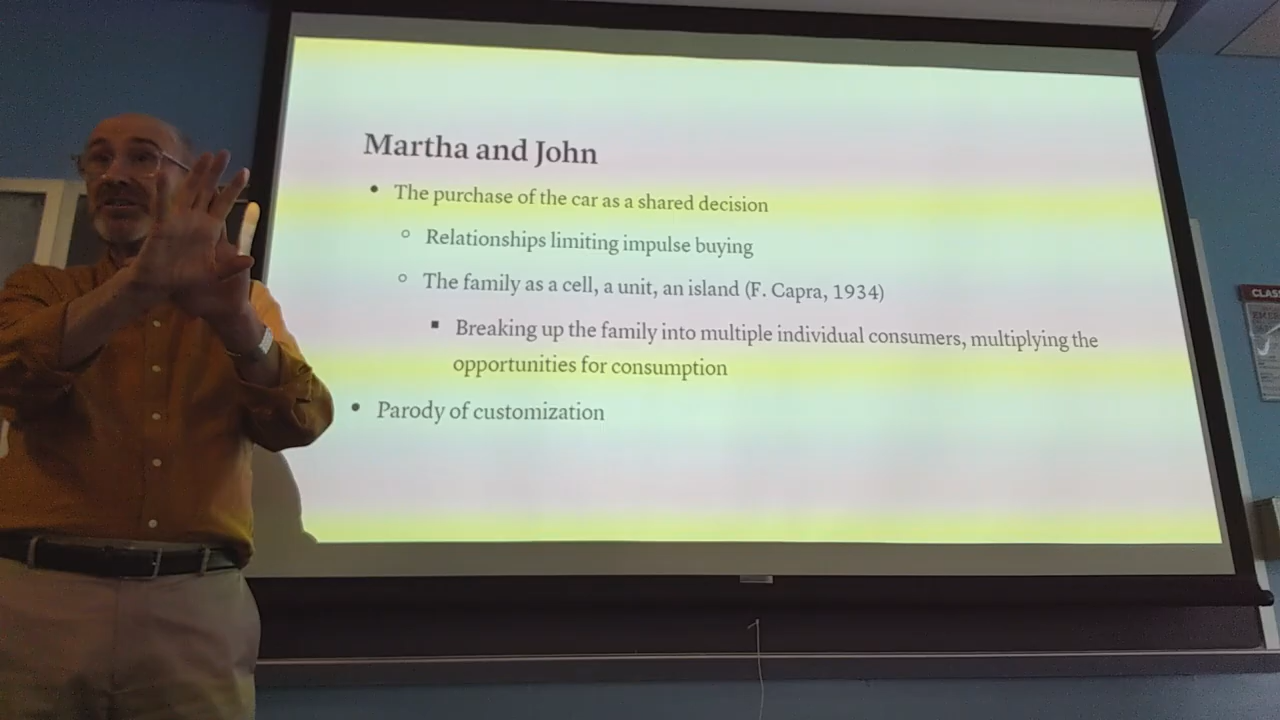 Martha and John
• The purchase of the car as a shared decision
○ Relationships limiting impulse buying
○ The family as a cell, a unit, an island (F. Capra, 1934)
▪ Breaking up the family into multiple individual consumers, multiplying the
opportunities for consumption
• Parody of customization
CLAS